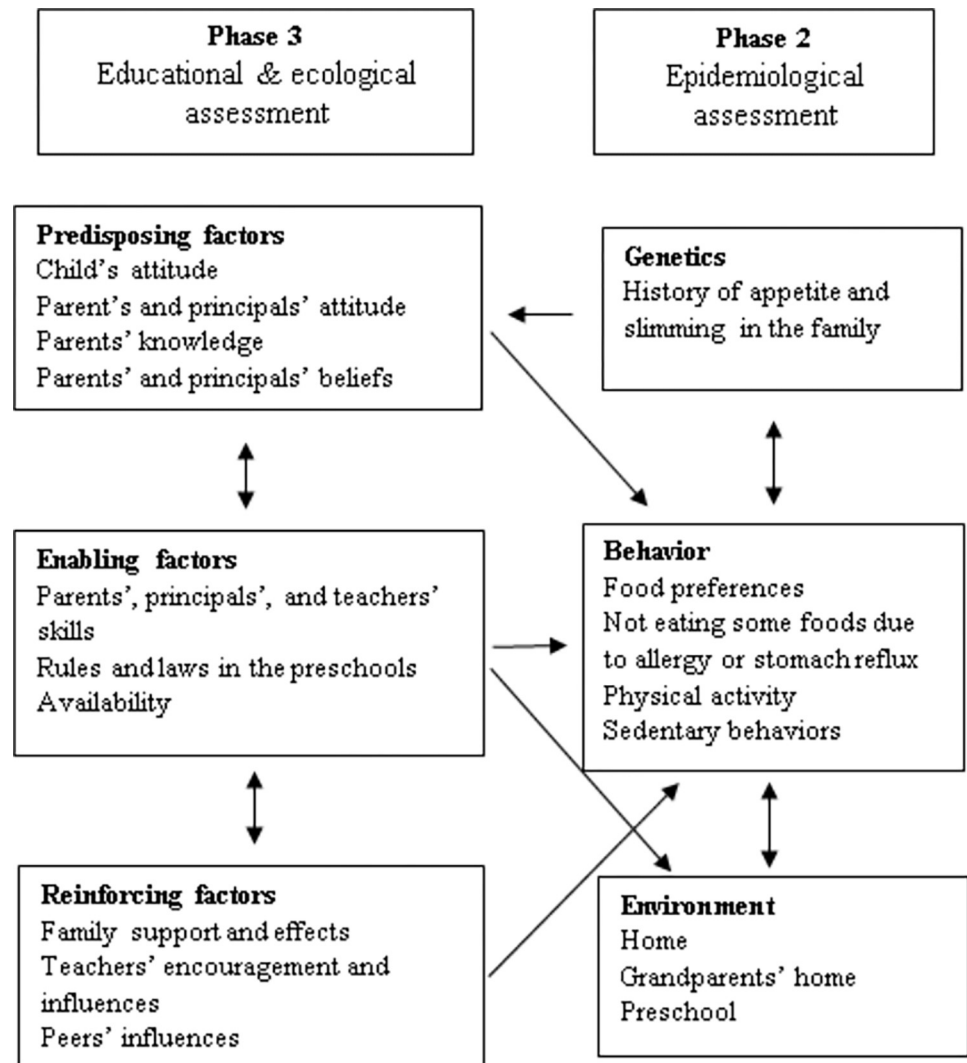 Phase 3
Educational & ecological
assessment
Phase 2
Epidemiological
assessment
Predisposing factors
Child's attitude
Parent's and principals' attitude
Parents' knowledge
Parents' and principals' beliefs
Genetics
History of appetite and
slimming in the family
Enabling factors
Parents', principals', and teachers'
skills
Rules and laws in the preschools
Availability
Behavior
Food preferences
Not eating some foods due
to allergy or stomach reflux
Physical activity
Sedentary behaviors
Reinforcing factors
Family support and effects
Teachers' encouragement and
influences
Peers' influences
Environment
Home
Grandparents' home
Preschool